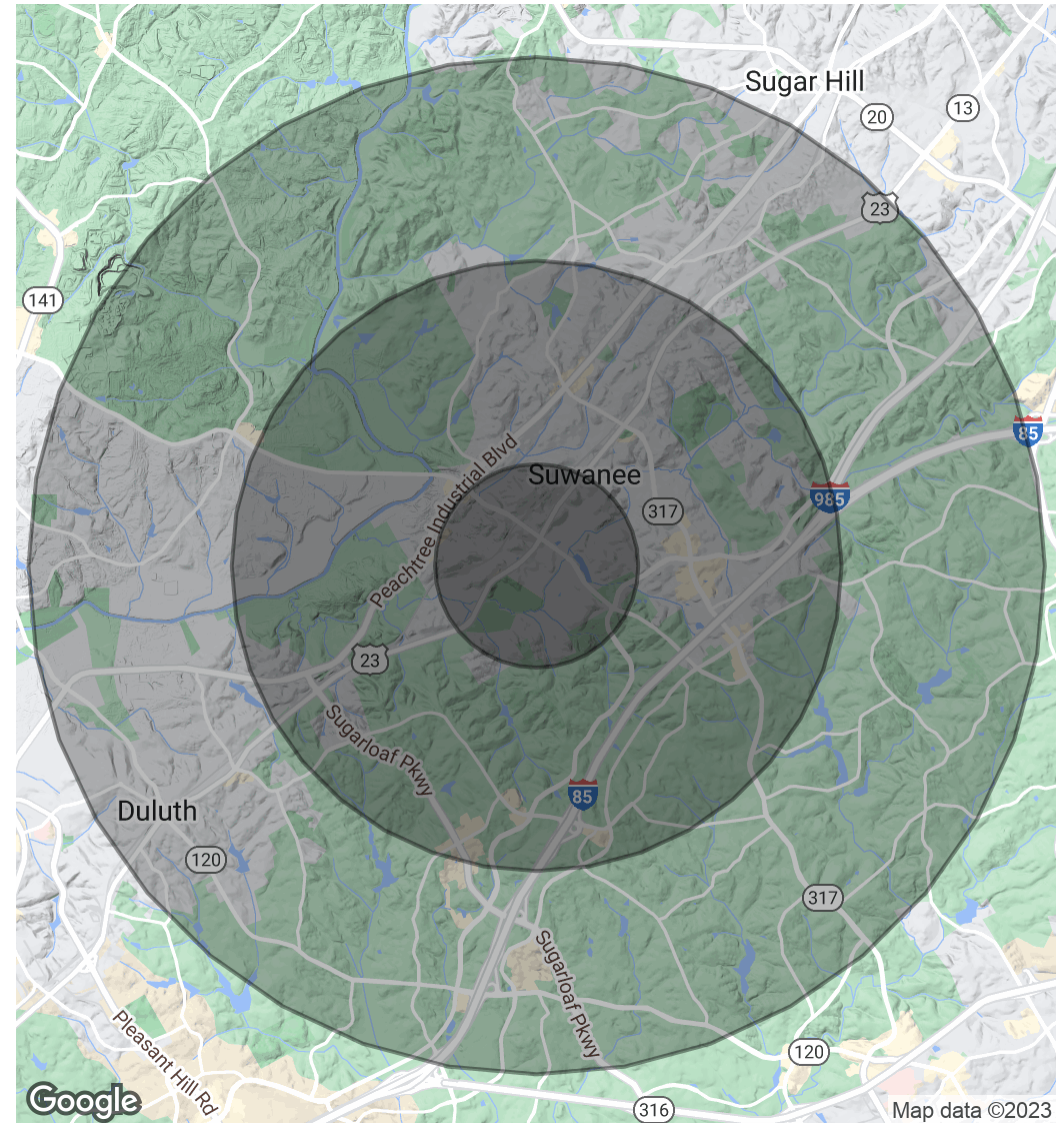 Sugar Hill
20
13
23
141
85
Peachtree Industrial Blvd
Suwanee
985
317
23
Sugarloaf Pkwy
85
Duluth
120
317
Sugarloaf Pkwy
Pleasant Hill Rd
120
Google
316
Map data ©2023